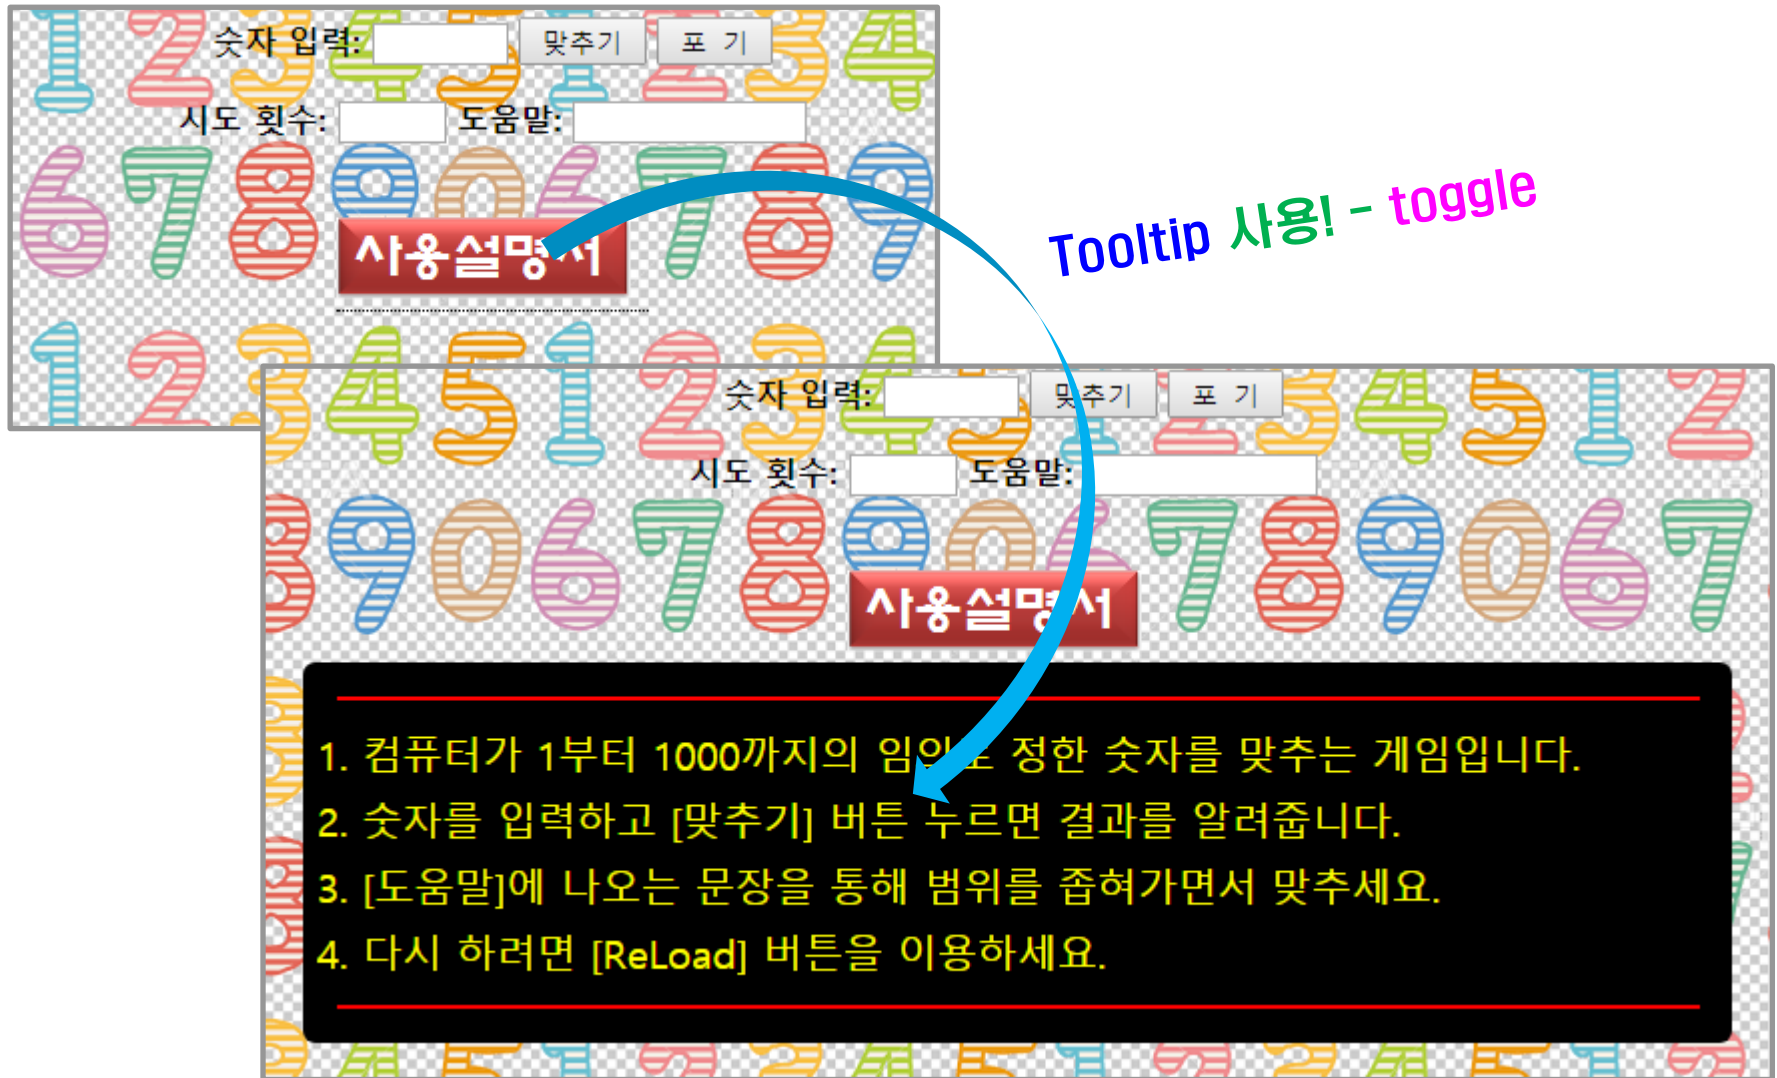 숫자 입력: 맞추기 포 기
시도 횟수: 도움말:
사용설명서
Tooltip 사용! - toggle
숫자 입력: 맞추기 포 기
시도 횟수: 도움말:
사용설명서
1. 컴퓨터가 1부터 1000까지의 임의로 정한 숫자를 맞추는 게임입니다.
2. 숫자를 입력하고 [맞추기] 버튼 누르면 결과를 알려줍니다.
3. [도움말]에 나오는 문장을 통해 범위를 좁혀가면서 맞추세요.
4. 다시 하려면 [ReLoad] 버튼을 이용하세요.